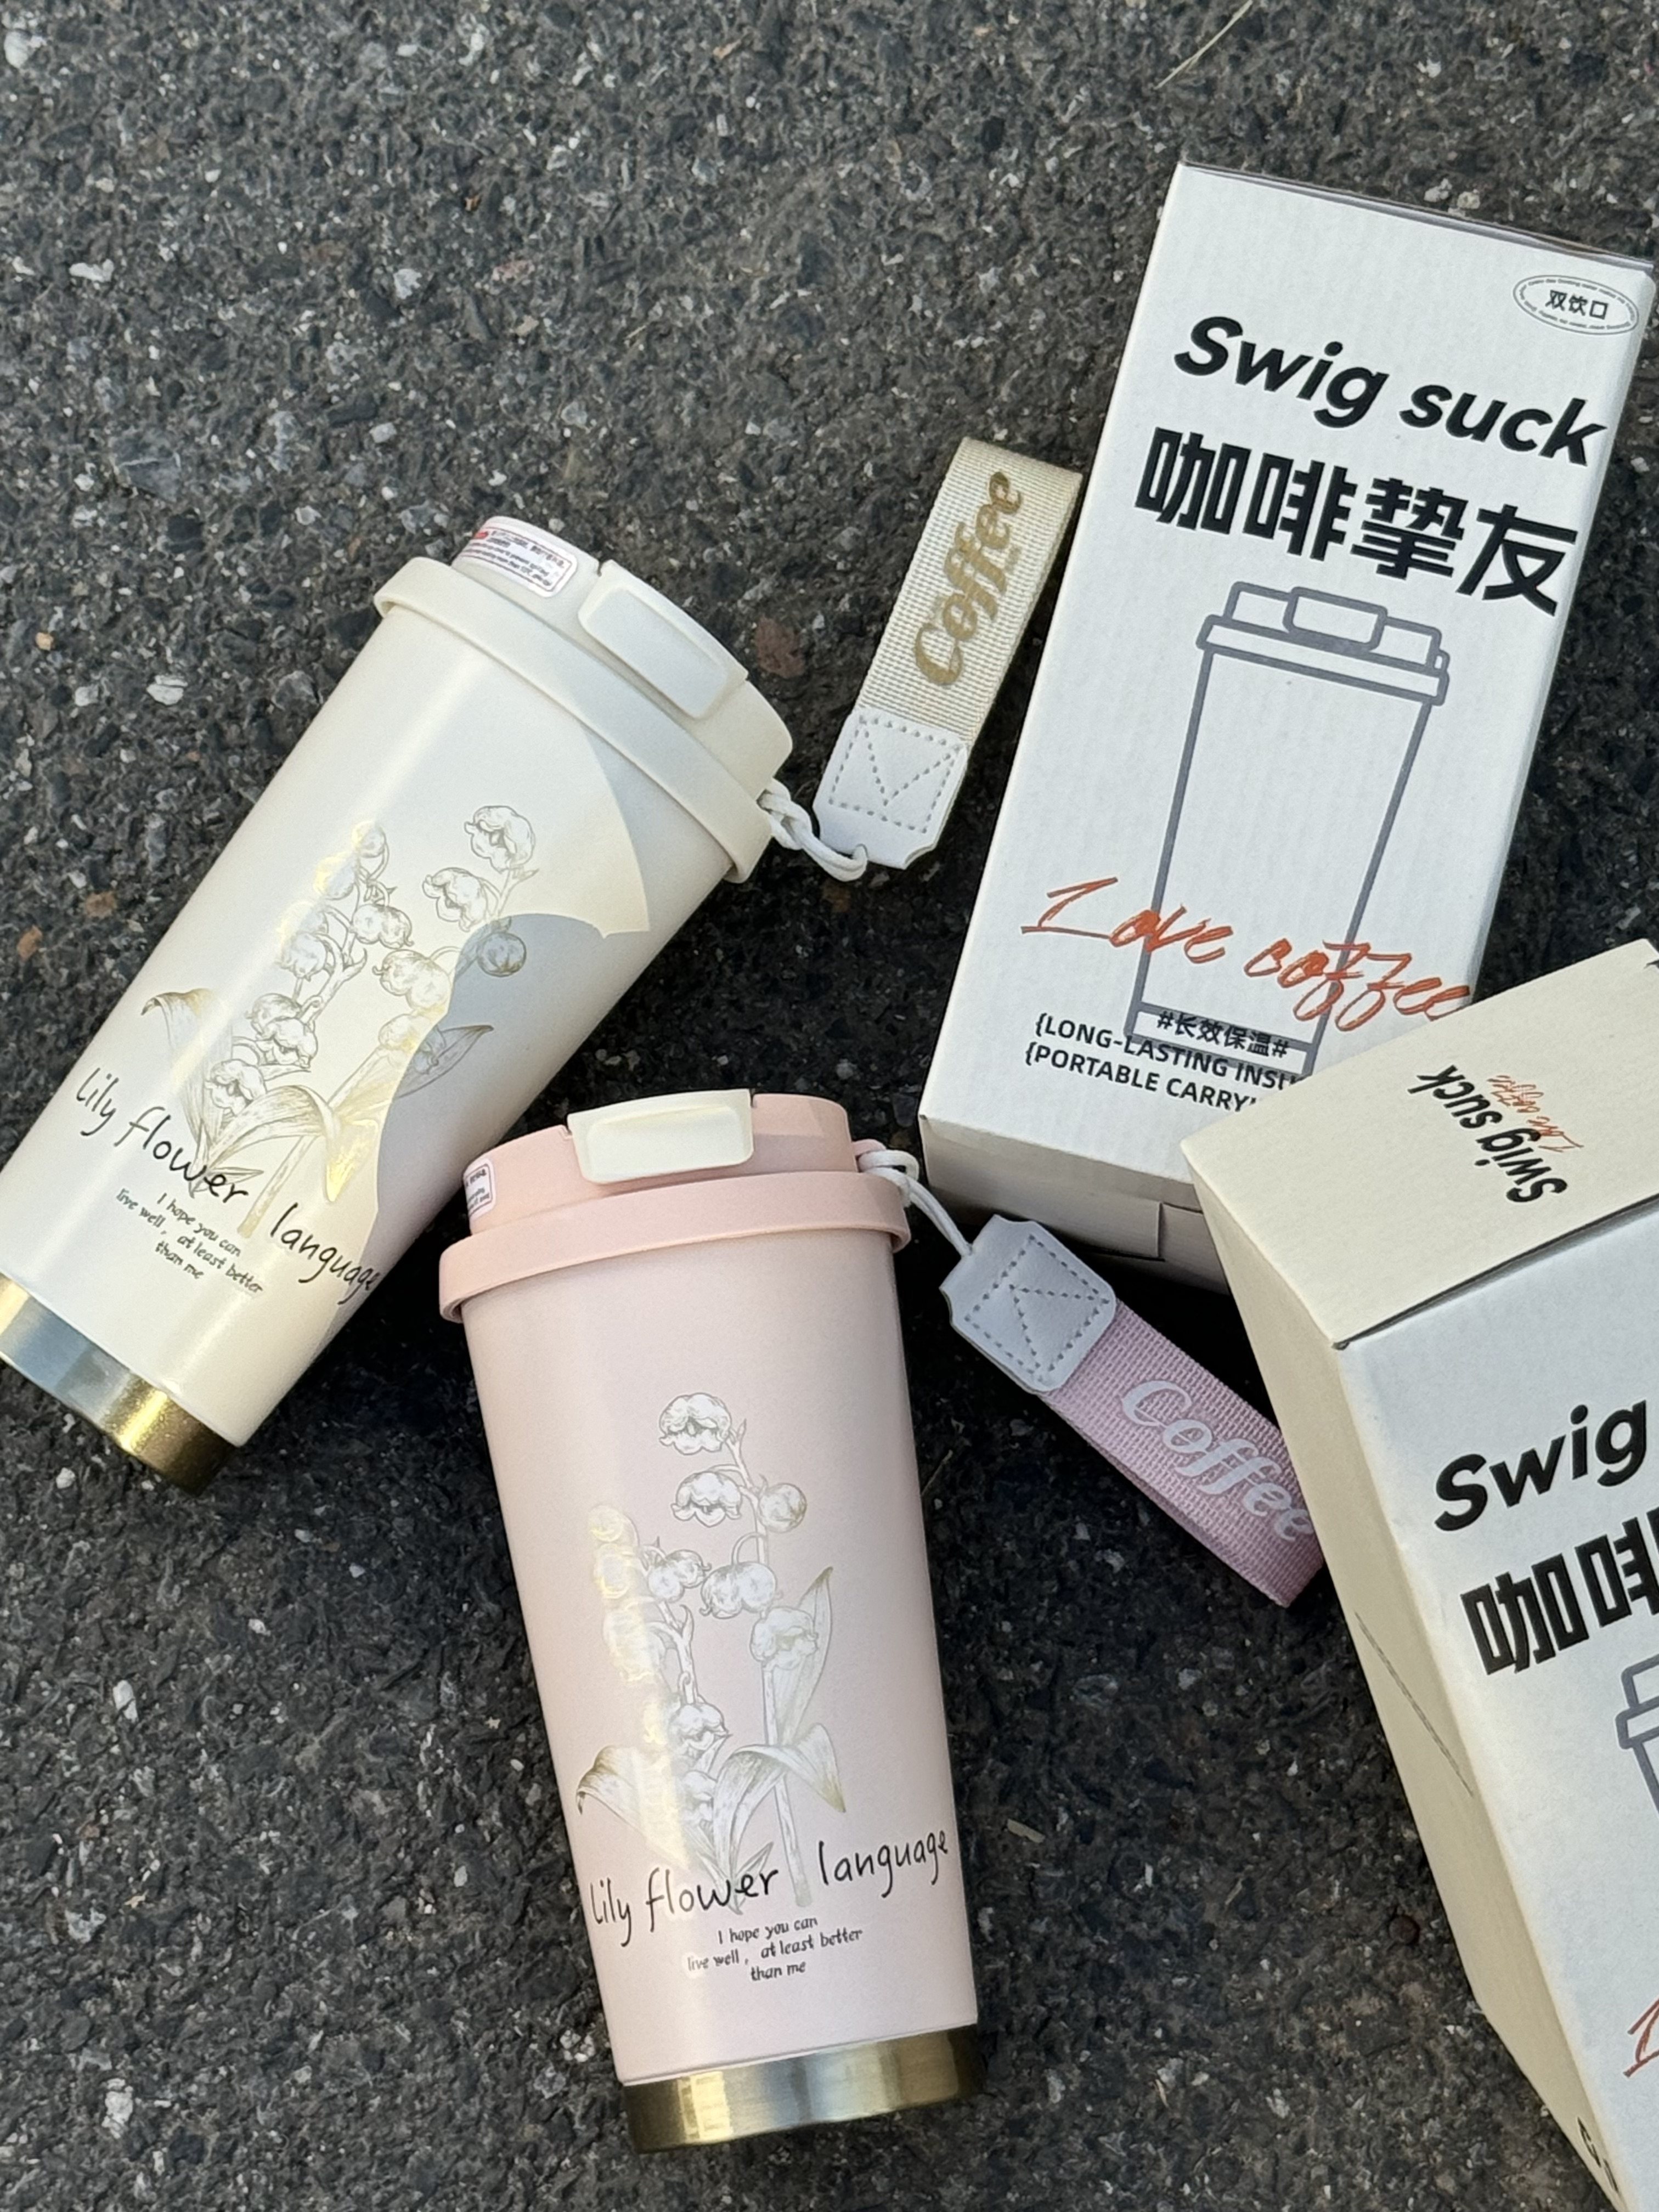 双饮口
Swig suck
咖啡挚友
Love coffee
#长效保温#
{LONG-LASTING
{PORTABLE
Coffee
Lily flower language
I hope you can
live well, at least better
than me
Coffee
Lily flower language
I hope you can
live well, at least better
than me
Swig suck
Love coffee
Swig
咖啡